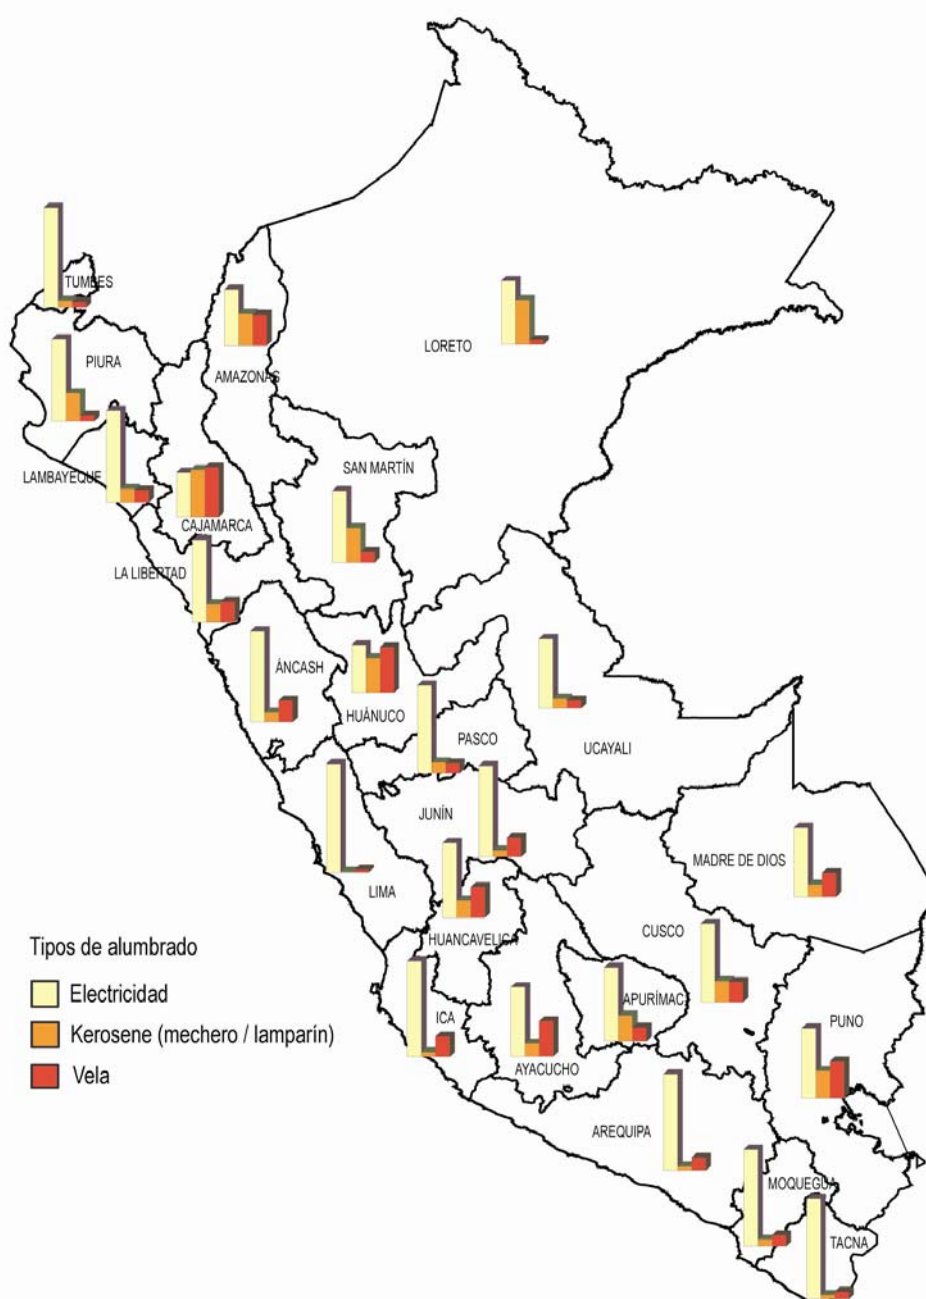 TUMBES
PIURA
AMAZONAS
LORETO
LAMBAYEQUE
SAN MARTÍN
CAJAMARCA
LA LIBERTAD
ÁNCASH
HUÁNUCO
PASCO
UCAYALI
JUNÍN
MADRE DE DIOS
LIMA
HUANCAVELICA
CUSCO
ICA
APURÍMAC
PUNO
AYACUCHO
AREQUIPA
MOQUEGUA
TACNA
Tipos de alumbrado
Electricidad
Kerosene (mechero / lamparín)
Vela